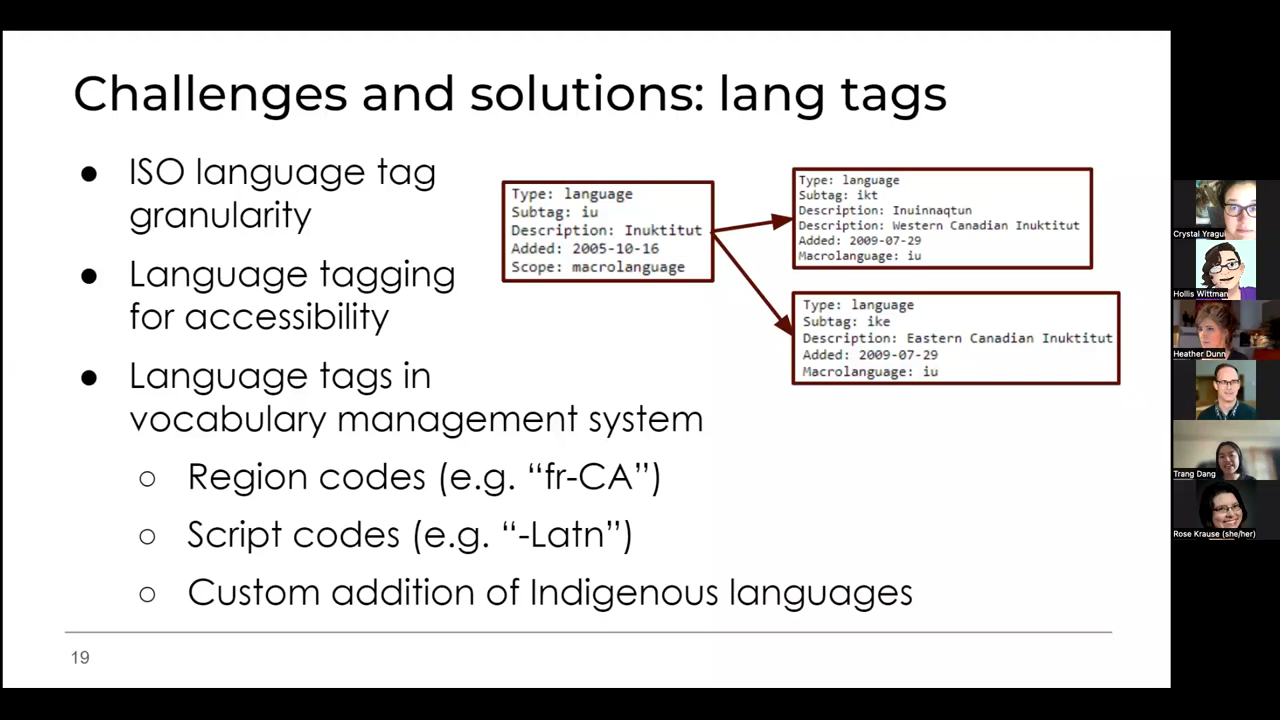 Challenges and solutions: lang tags
● ISO language tag
granularity
● Language tagging
for accessibility
● Language tags in
vocabulary management system
○ Region codes (e.g. “fr-CA”)
○ Script codes (e.g. “-Latn”)
○ Custom addition of Indigenous languages
Type: language
Subtag: iu
Description: Inuktitut
Added: 2005-10-16
Scope: macrolanguage
Type: language
Subtag: ikt
Description: Inuinnaqtun
Description: Western Canadian Inuktitut
Added: 2009-07-29
Macrolanguage: iu
Type: language
Subtag: ike
Description: Eastern Canadian Inuktitut
Added: 2009-07-29
Macrolanguage: iu
19
Crystal Yragui
Hollis Wittman
Heather Dunn
Trang Dang
Rose Krause (she/her)